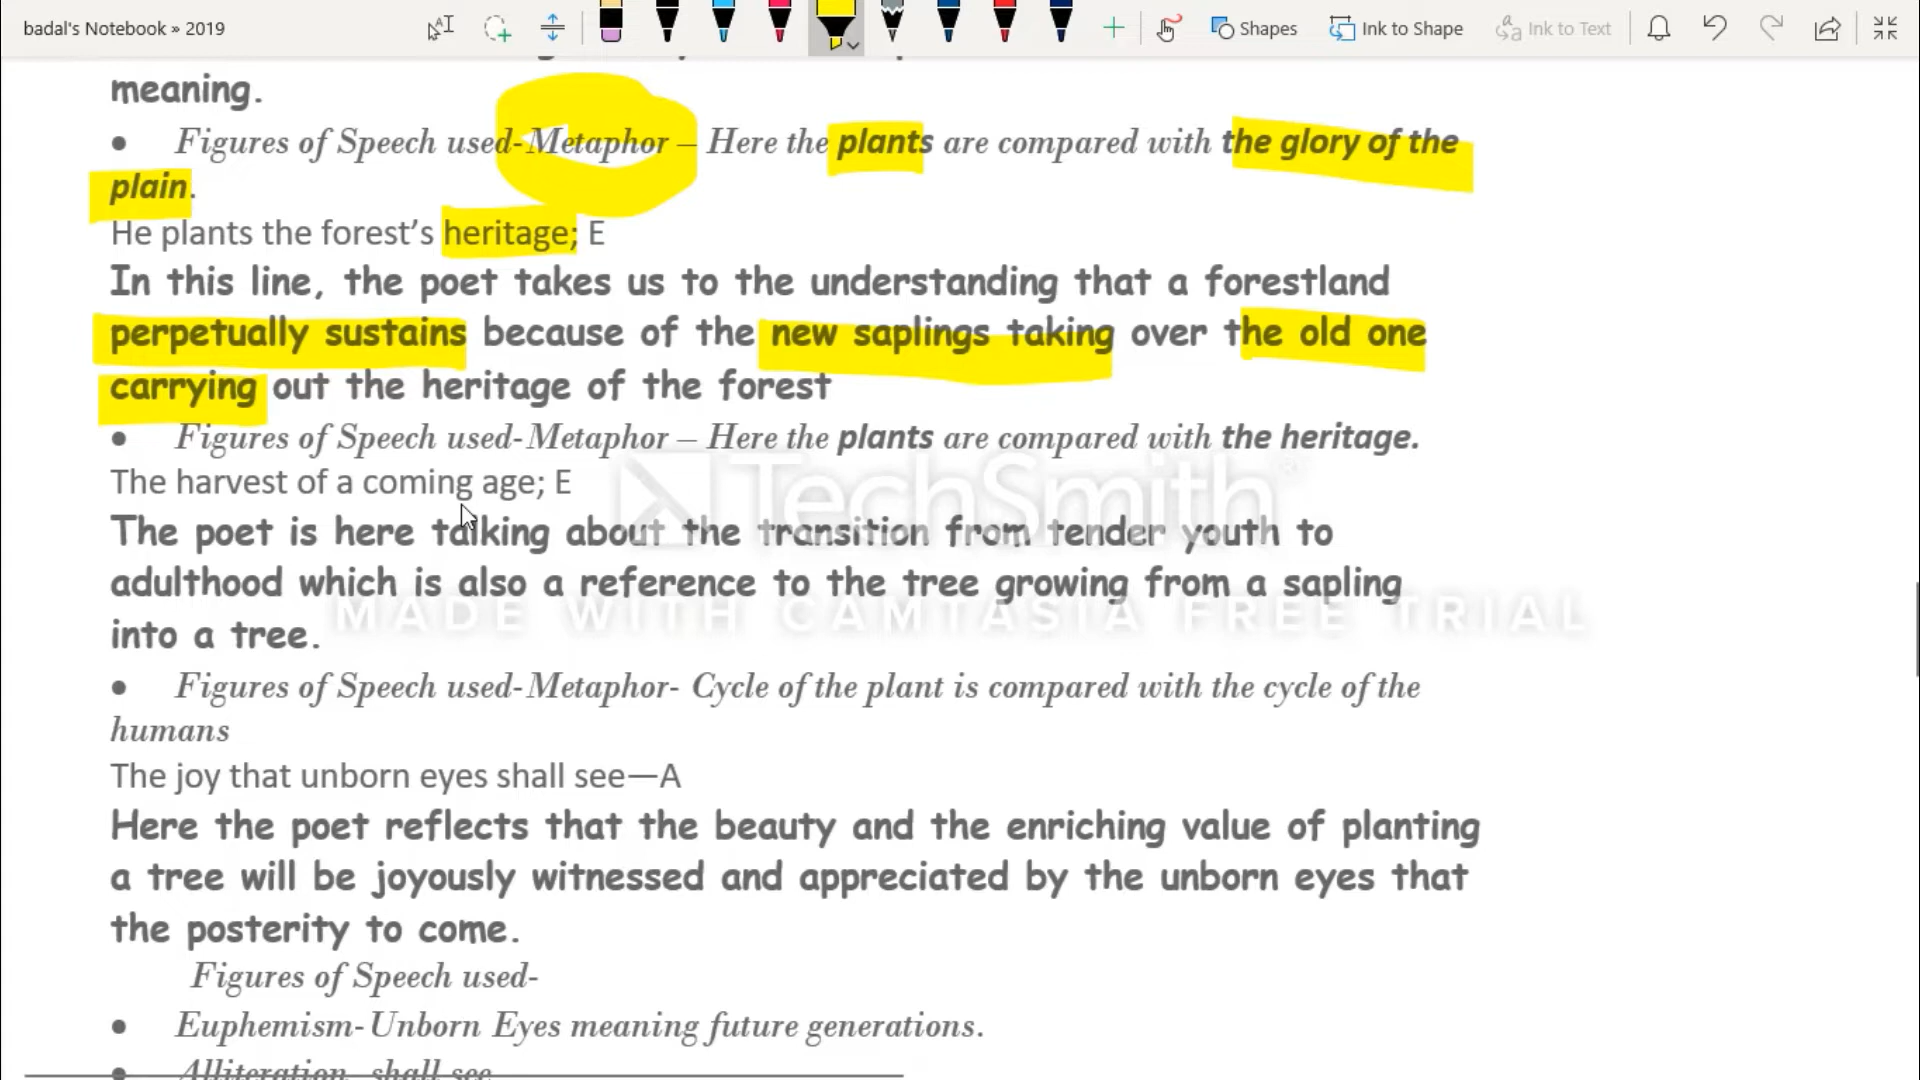 badal's Notebook » 2019
Shapes
Ink to Shape
Ink to Text
meaning.
• Figures of Speech used-Metaphor – Here the plants are compared with the glory of the
plain.
He plants the forest’s heritage; E
In this line, the poet takes us to the understanding that a forestland
perpetually sustains because of the new saplings taking over the old one
carrying out the heritage of the forest
• Figures of Speech used-Metaphor – Here the plants are compared with the heritage.
The harvest of a coming age; E
TechSmith
The poet is here talking about the transition from tender youth to
adulthood which is also a reference to the tree growing from a sapling
MADE WITH CAMTASIA FREE TRIAL
into a tree.
• Figures of Speech used-Metaphor- Cycle of the plant is compared with the cycle of the
humans
The joy that unborn eyes shall see—A
Here the poet reflects that the beauty and the enriching value of planting
a tree will be joyously witnessed and appreciated by the unborn eyes that
the posterity to come.
Figures of Speech used-
• Euphemism-Unborn Eyes meaning future generations.
• Alliteration- shall see